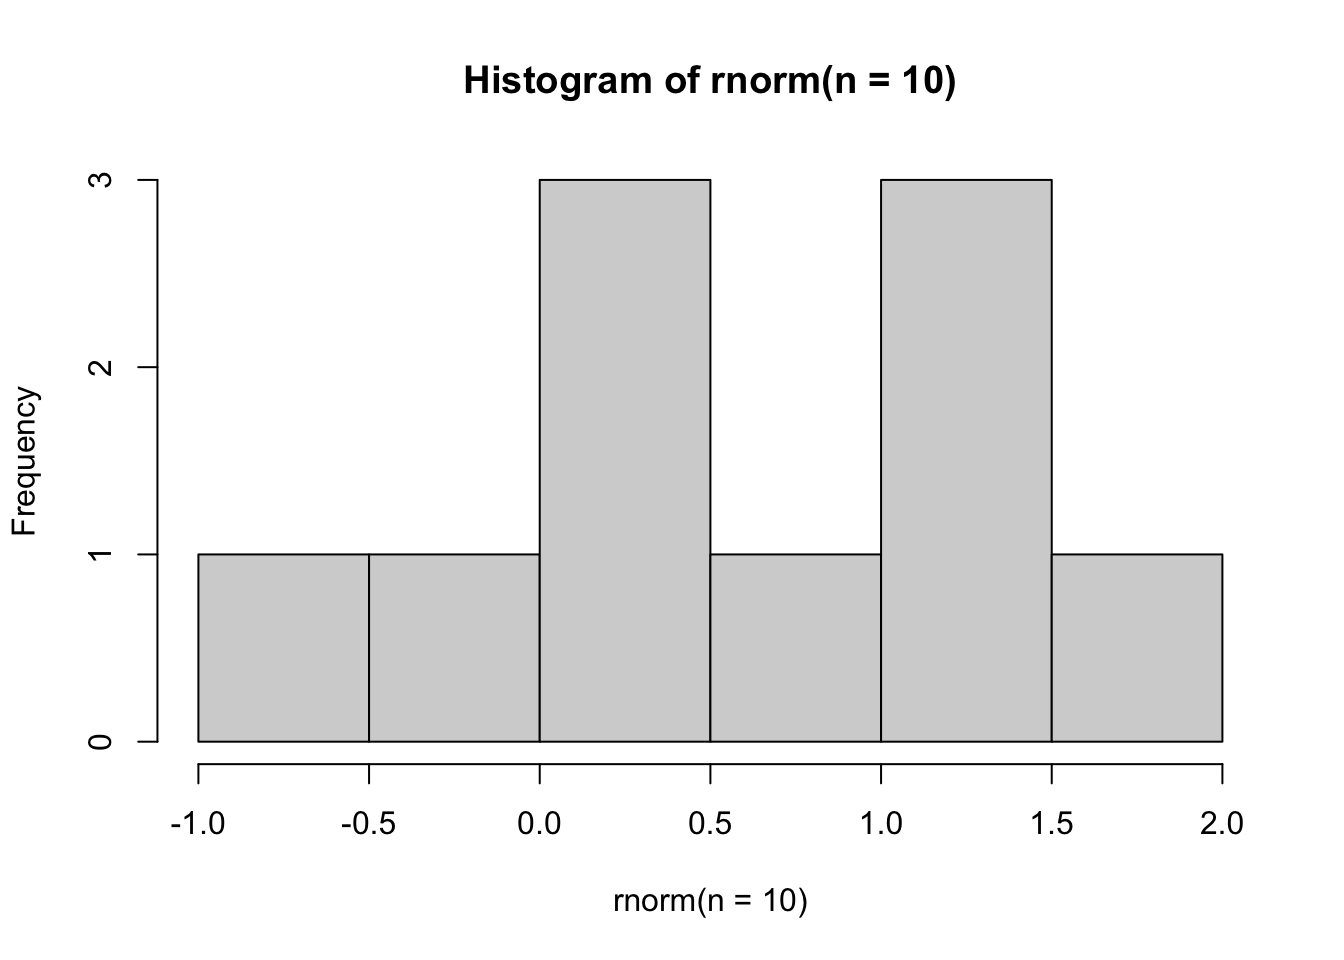 Histogram of rnorm(n = 10)
Frequency
3
2
1
0
-1.0 -0.5 0.0 0.5 1.0 1.5 2.0
rnorm(n = 10)